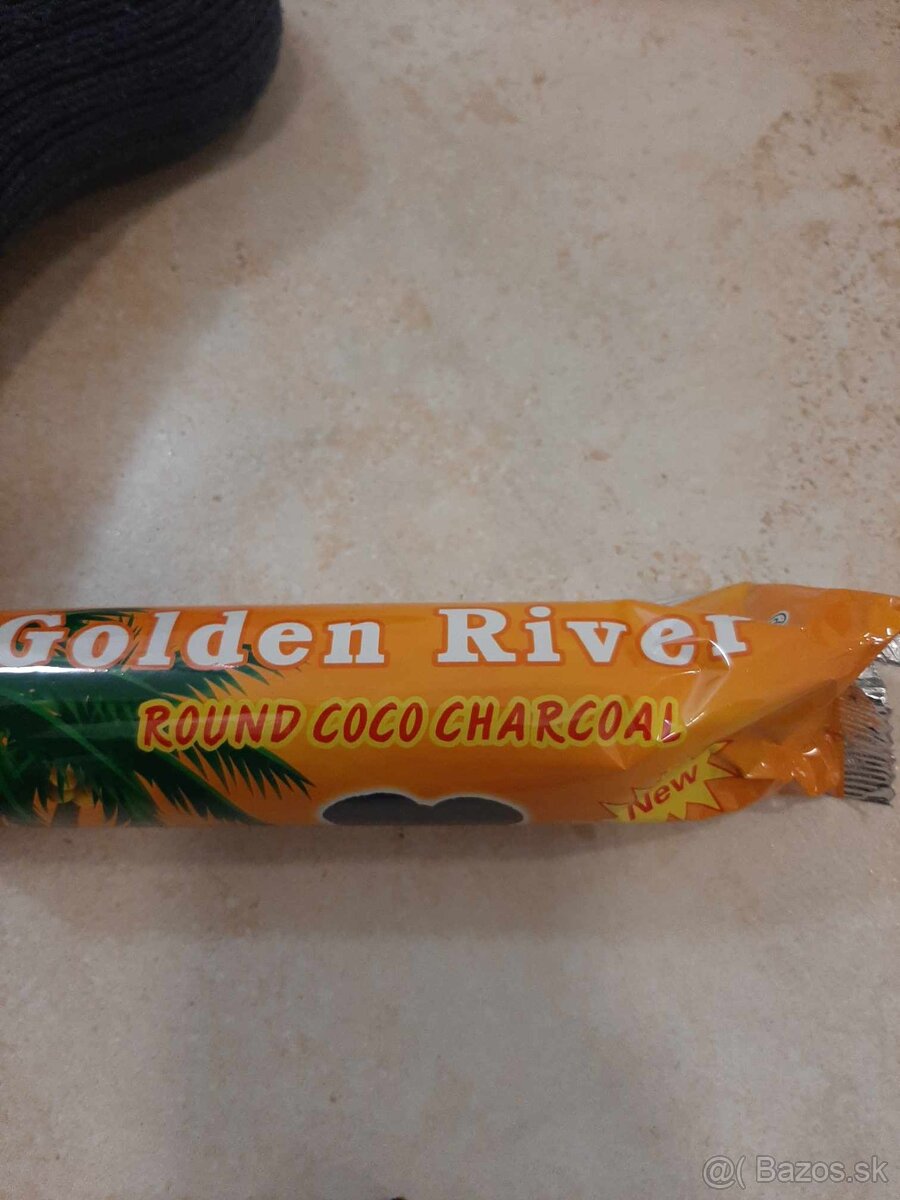 Golden River
ROUND COCO CHARCOAL
New
@( Bazos.sk